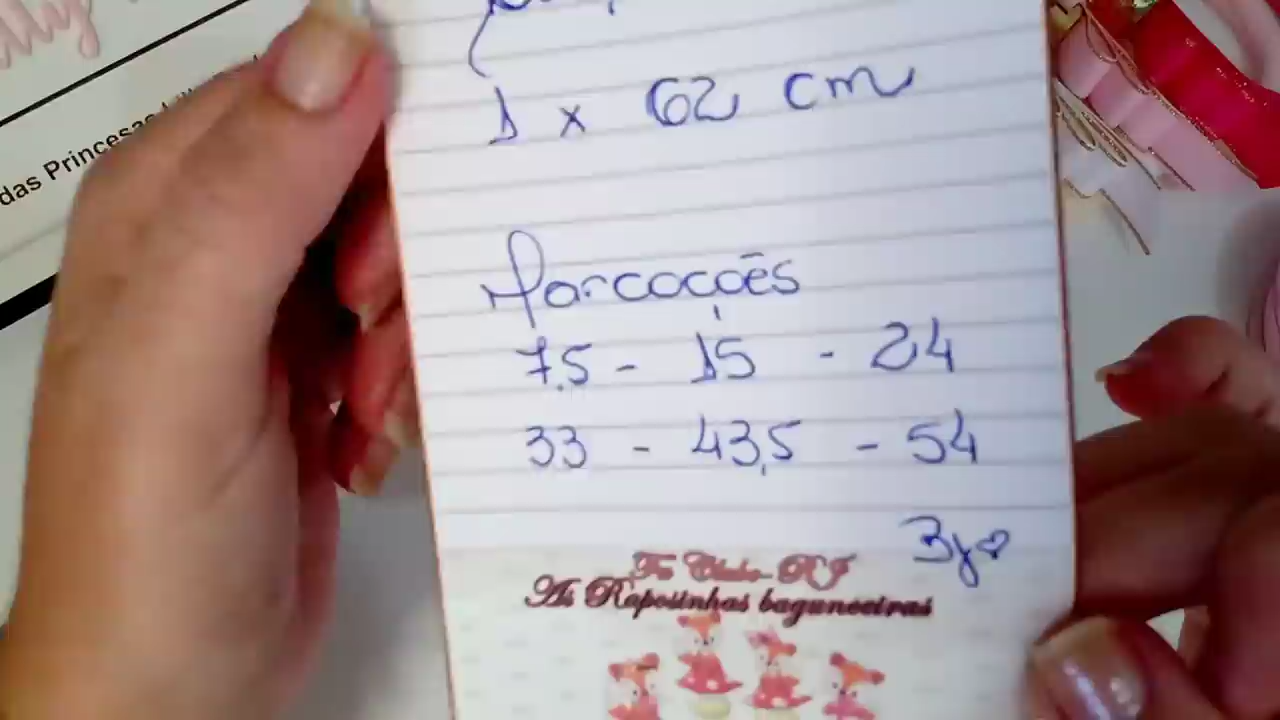 das Princesas
1 x 62 cm
Marcações
7,5 - 15 - 24
33 - 43,5 - 54
By
Fã Clube-RJ
As Raposinhas bagunceiras